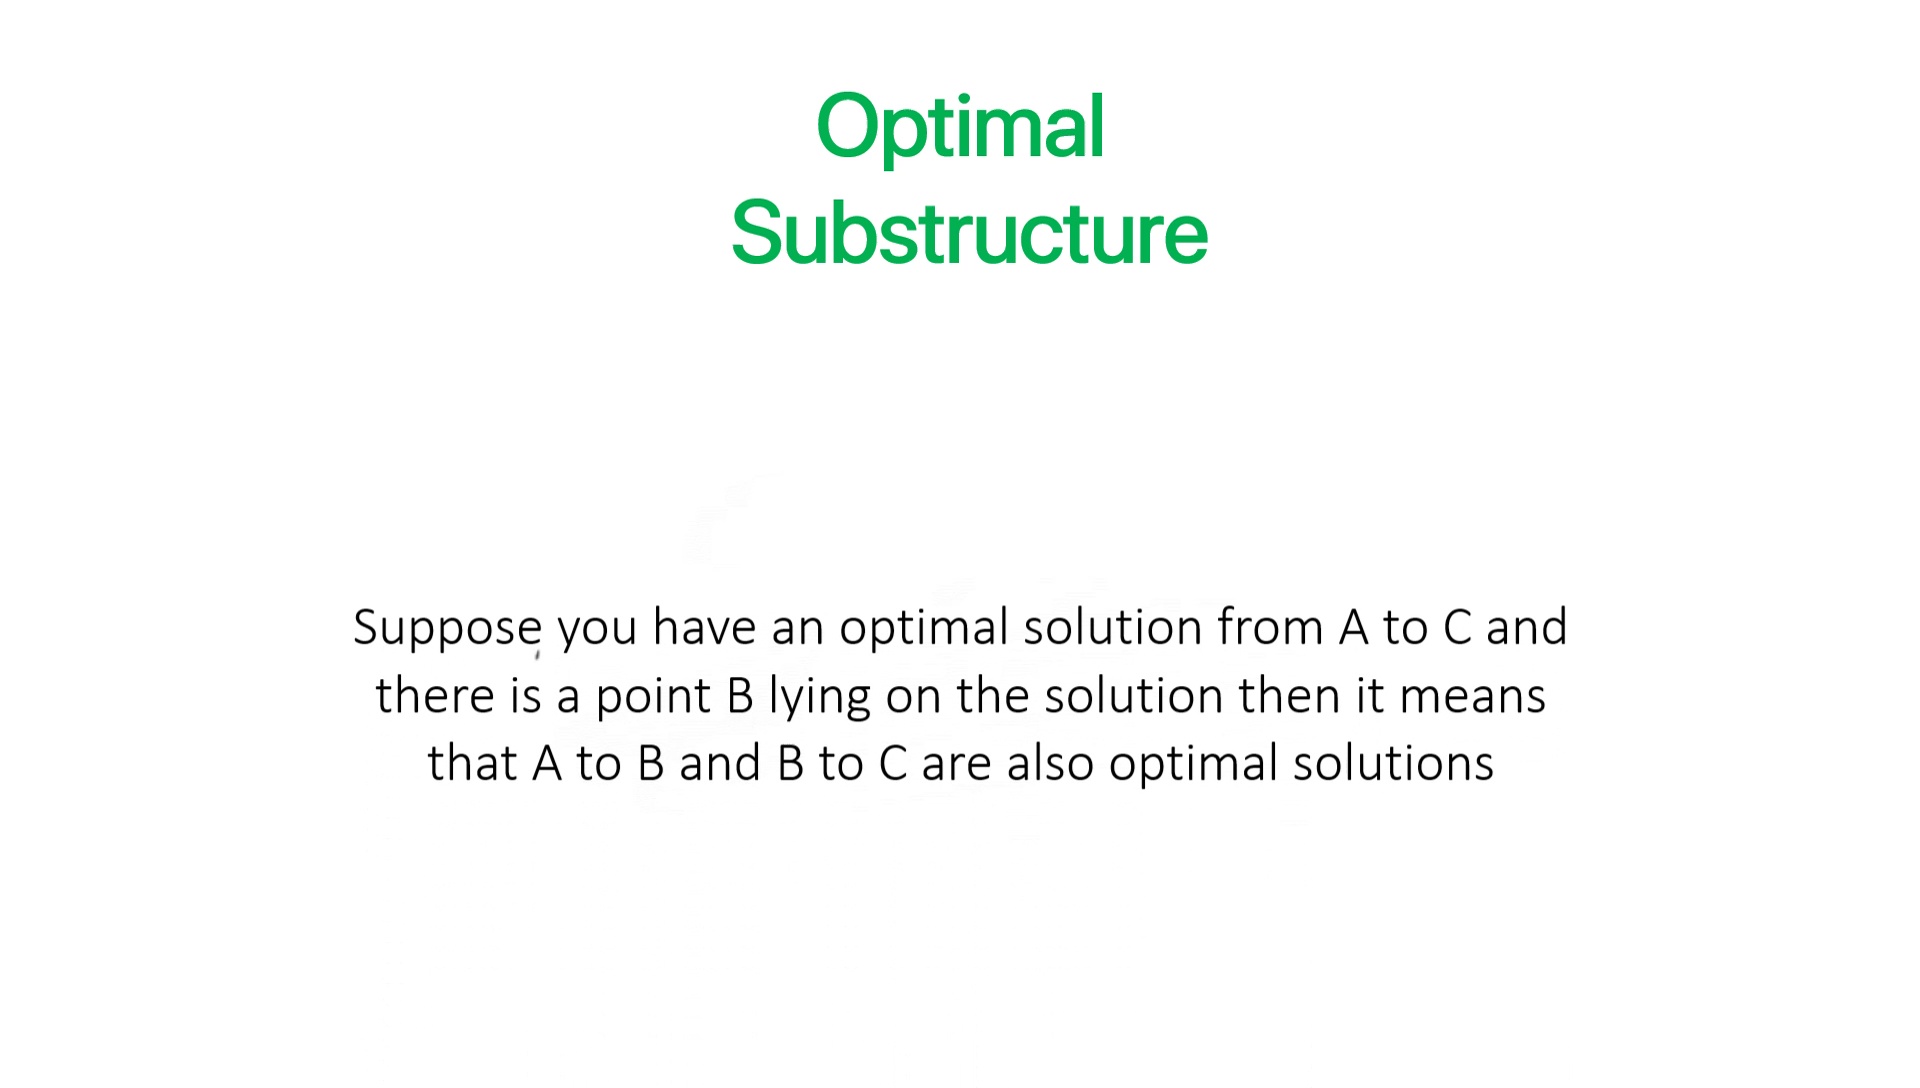 Optimal
Substructure
Suppose you have an optimal solution from A to C and
there is a point B lying on the solution then it means
that A to B and B to C are also optimal solutions